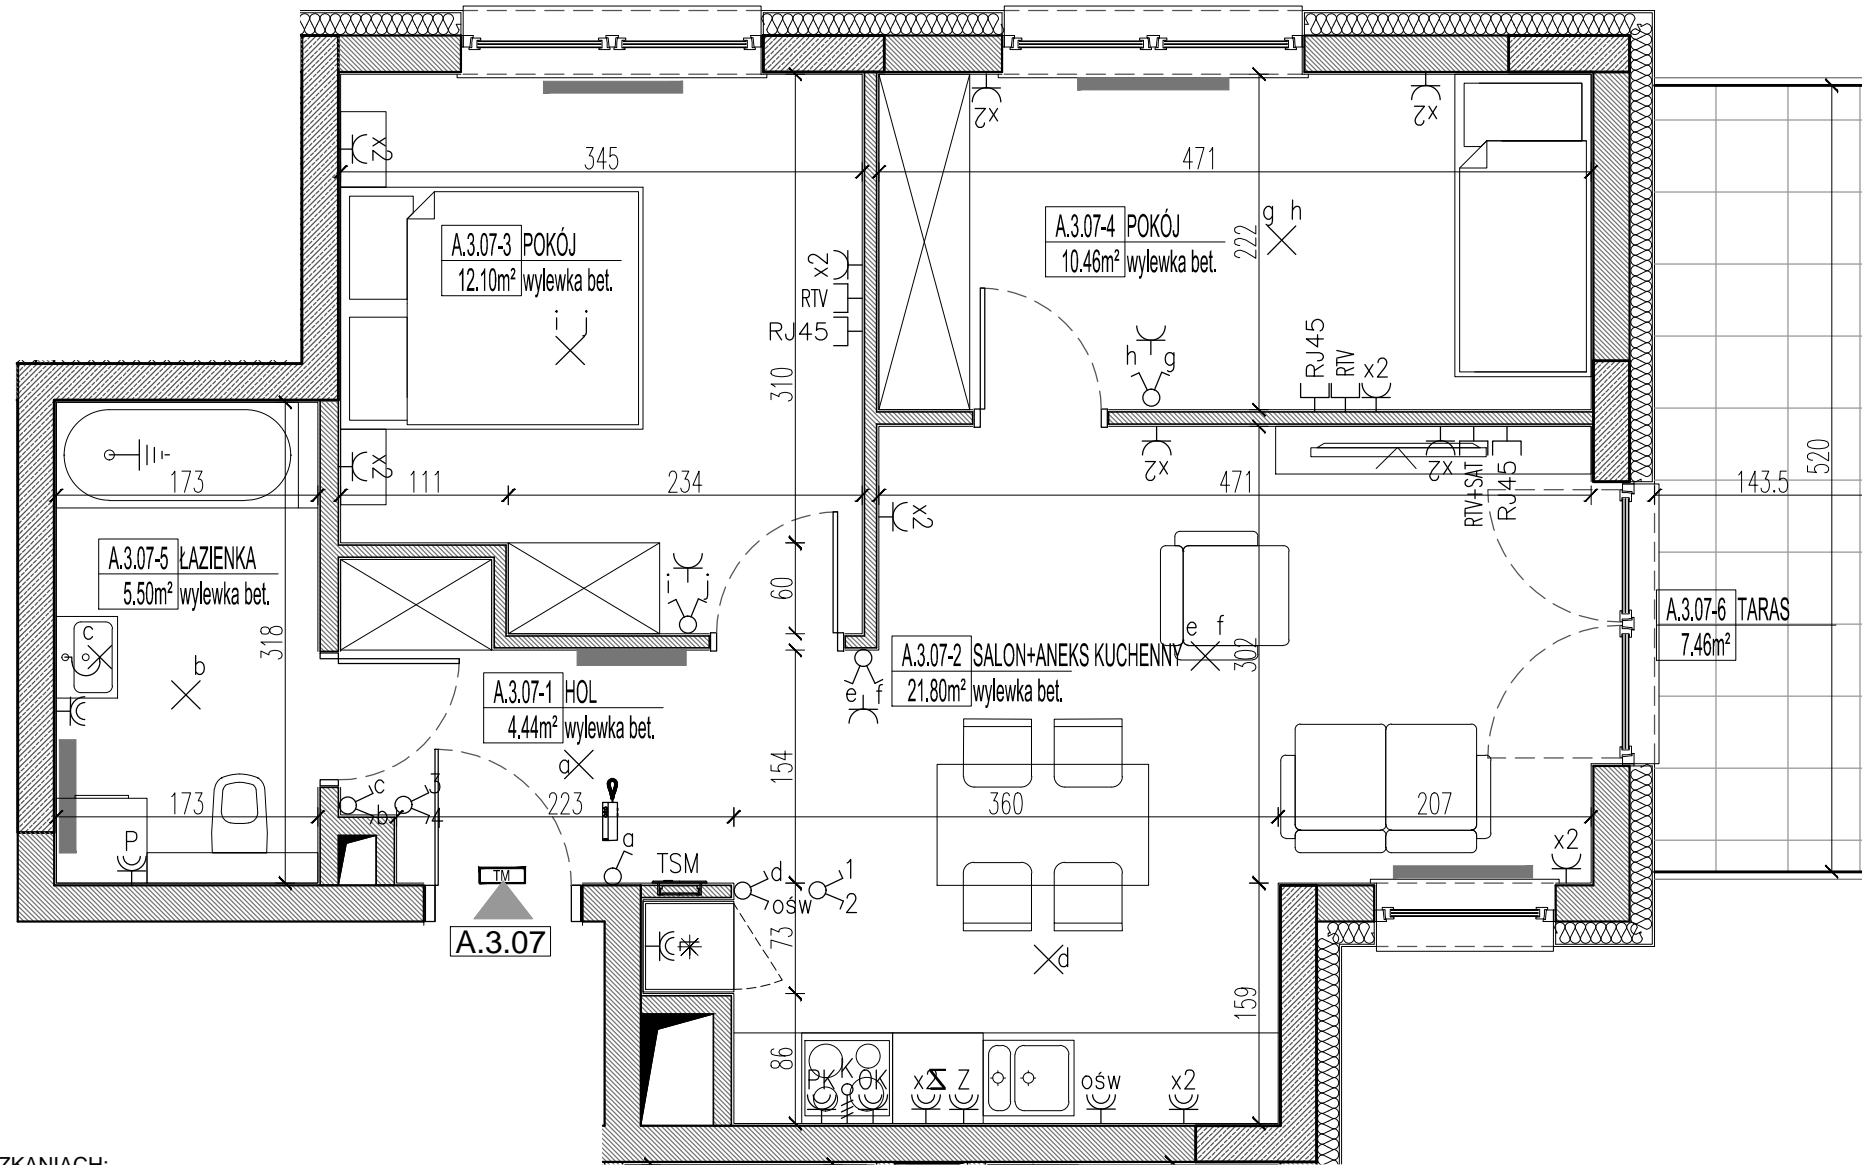 x2
345
471
x2
x2
x2
A.3.07-3 POKÓJ
12.10m² wylewka bet.
i j
x2
RTV
RJ45
310
A.3.07-4 POKÓJ
10.46m² wylewka bet.
222
g h
h g
RJ45
RTV
x2
x2
173
111
234
471
x2
x2
x2
RTV+SAT
RJ45
143.5
520
A.3.07-5 ŁAZIENKA
5.50m² wylewka bet.
318
c
b
i j
60
A.3.07-1 HOL
4.44m² wylewka bet.
a
154
e f
A.3.07-2 SALON+ANEKS KUCHENNY
21.80m² wylewka bet.
e f
302
A.3.07-6 TARAS
7.46m²
173
c
b
3
4
223
360
207
P
a
TSM
d
ośw
1
2
x2
TM
A.3.07
73
d
159
86
PK
K
OK
x2
Z
ośw
x2
ZKANIACH: